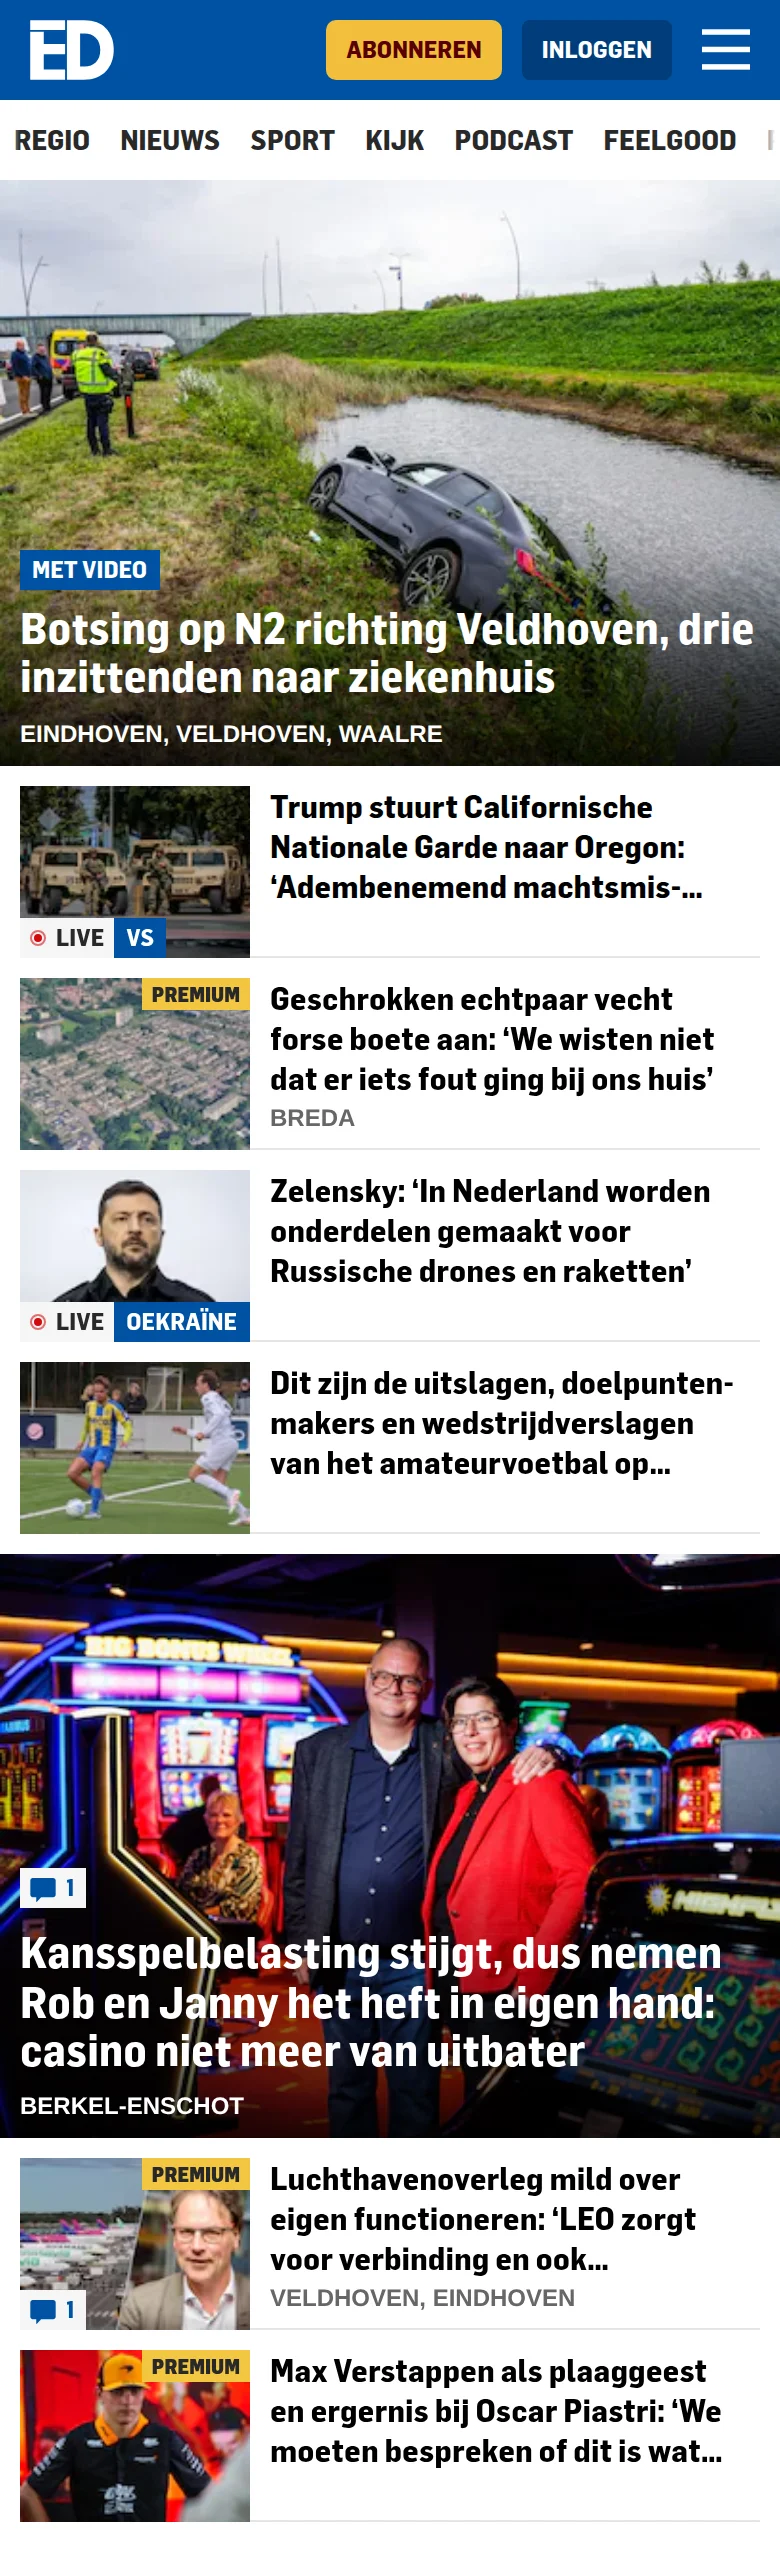 ED
ABONNEREN
INLOGGEN
REGIO NIEUWS SPORT KIJK PODCAST FEELGOOD
MET VIDEO
Botsing op N2 richting Veldhoven, drie
inzittenden naar ziekenhuis
EINDHOVEN, VELDHOVEN, WAALRE
LIVE VS
Trump stuurt Californische
Nationale Garde naar Oregon:
‘Adembenemend machtsmis-...
PREMIUM
Geschrokken echtpaar vecht
forse boete aan: ‘We wisten niet
dat er iets fout ging bij ons huis’
BREDA
LIVE OEKRAÏNE
Zelensky: ‘In Nederland worden
onderdelen gemaakt voor
Russische drones en raketten’
Dit zijn de uitslagen, doelpunten-
makers en wedstrijdverslagen
van het amateurvoetbal op...
BIG BONUS WHEEL
1
Kansspelbelasting stijgt, dus nemen
Rob en Janny het heft in eigen hand:
casino niet meer van uitbater
BERKEL-ENSCHOT
PREMIUM
1
Luchthavenoverleg mild over
eigen functioneren: ‘LEO zorgt
voor verbinding en ook...
VELDHOVEN, EINDHOVEN
PREMIUM
Max Verstappen als plaaggeest
en ergernis bij Oscar Piastri: ‘We
moeten bespreken of dit is wat...